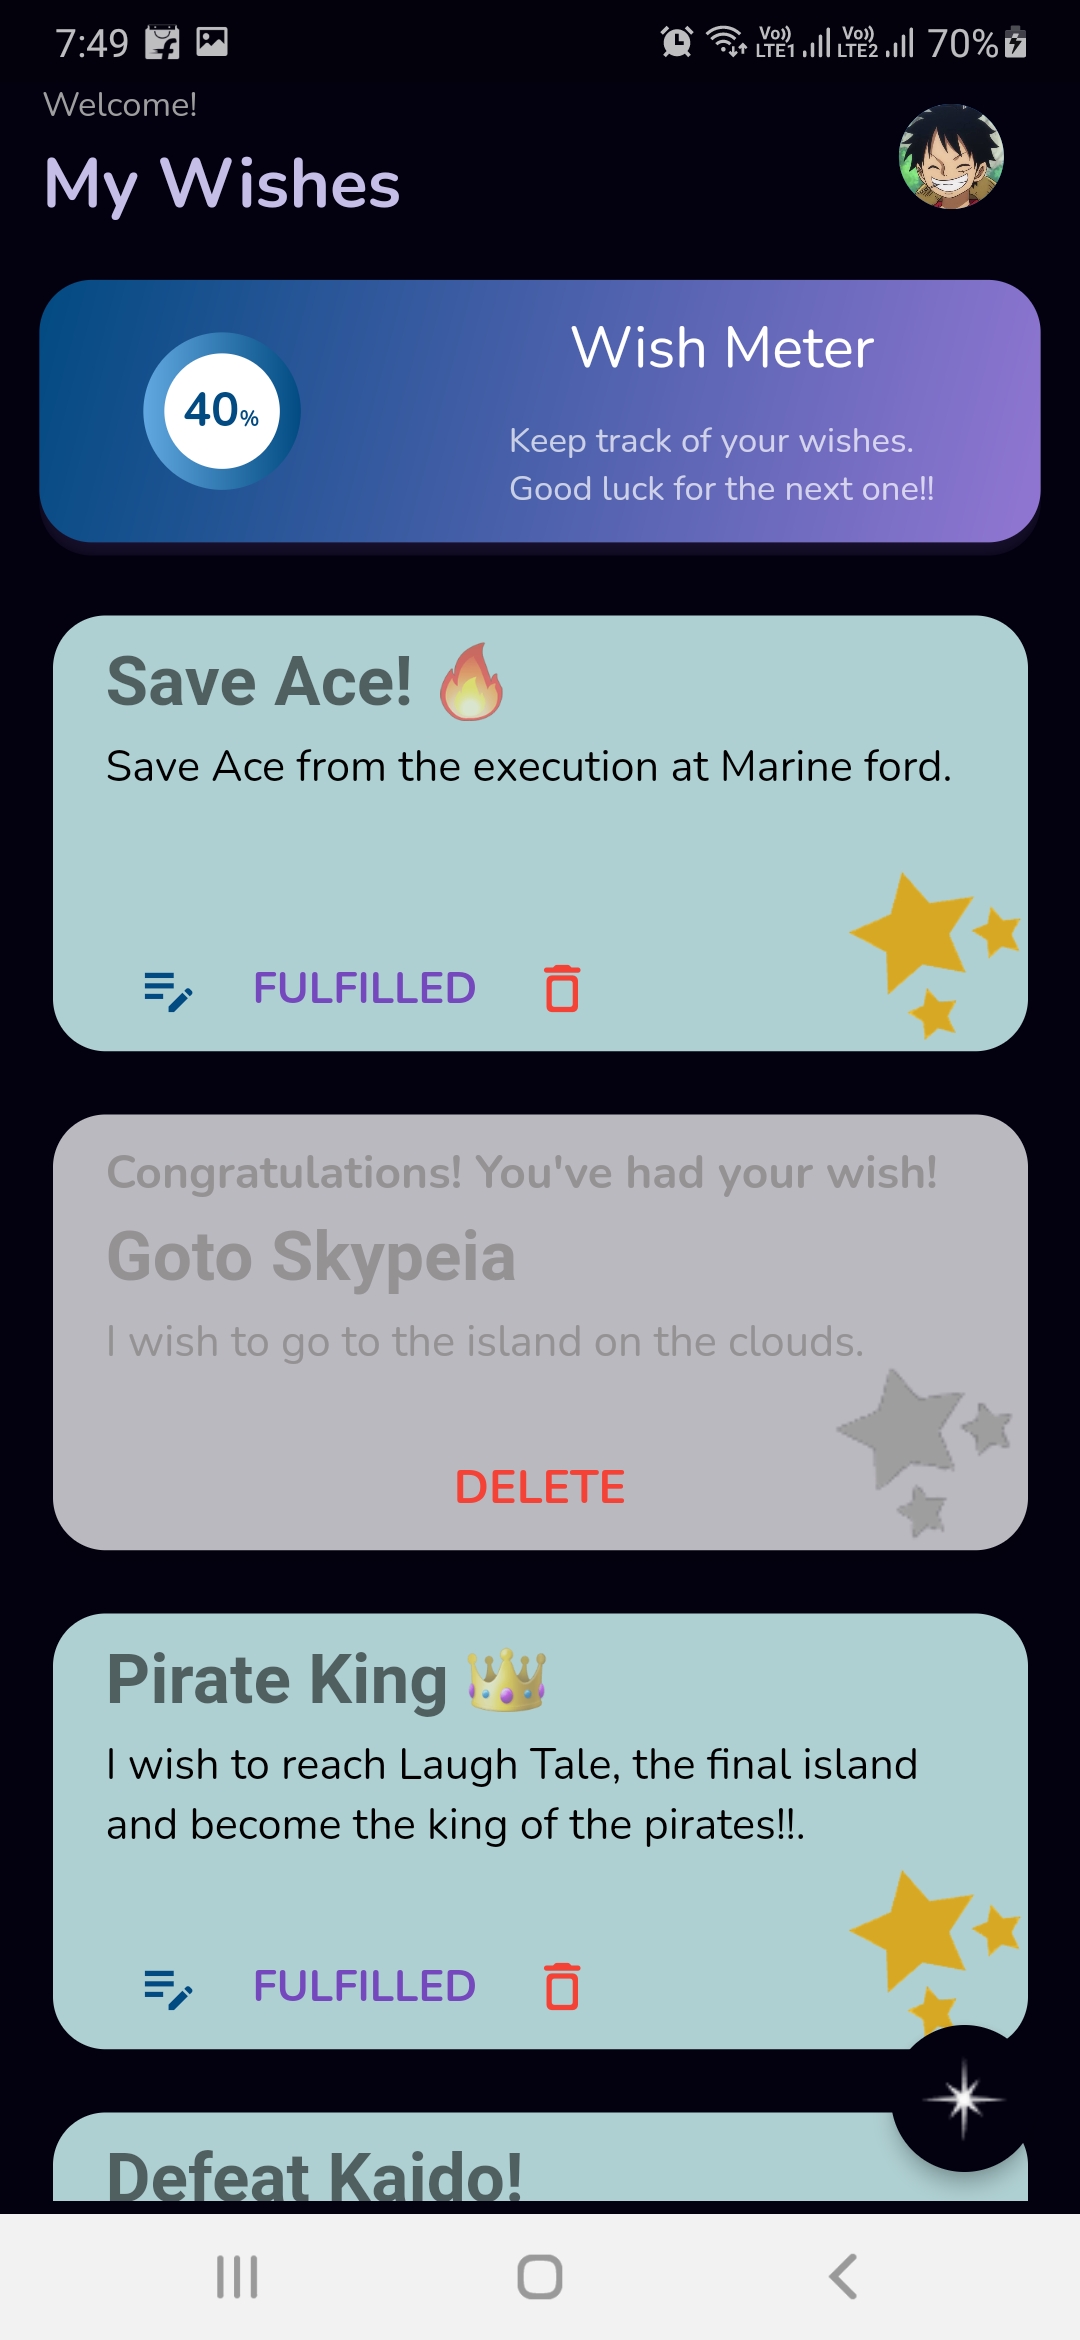 7:49 Vo)) LTE1 Vo)) LTE2 70%
Welcome!
My Wishes
Wish Meter
40%
Keep track of your wishes.
Good luck for the next one!!
Save Ace! 🔥
Save Ace from the execution at Marine ford.
FULFILLED
Congratulations! You've had your wish!
Goto Skypeia
I wish to go to the island on the clouds.
DELETE
Pirate King 👑
I wish to reach Laugh Tale, the final island
and become the king of the pirates!!.
FULFILLED
Defeat Kaido!